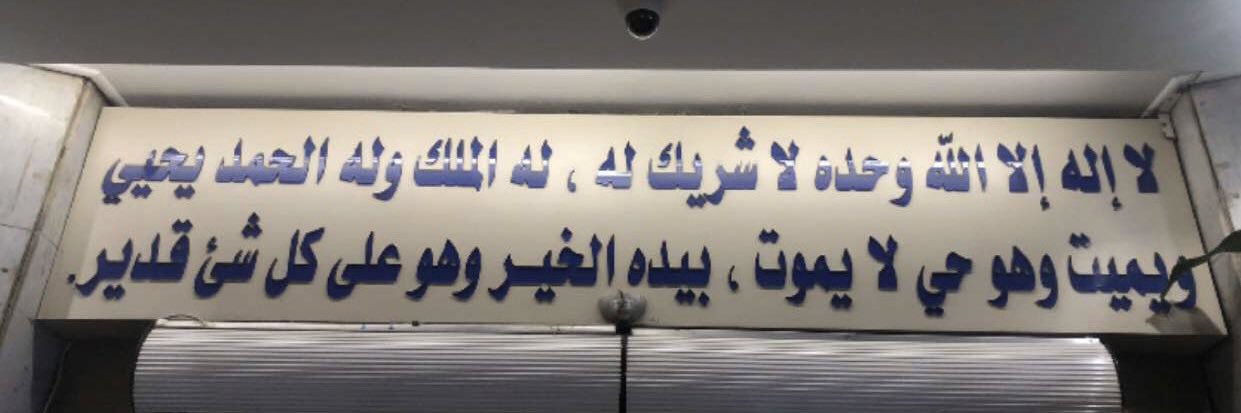 لا إله إلا الله وحده لا شريك له ، له الملك وله الحمد يحيي
ويميت وهو حي لا يموت ، بيده الخير وهو على كل شئ قدير.